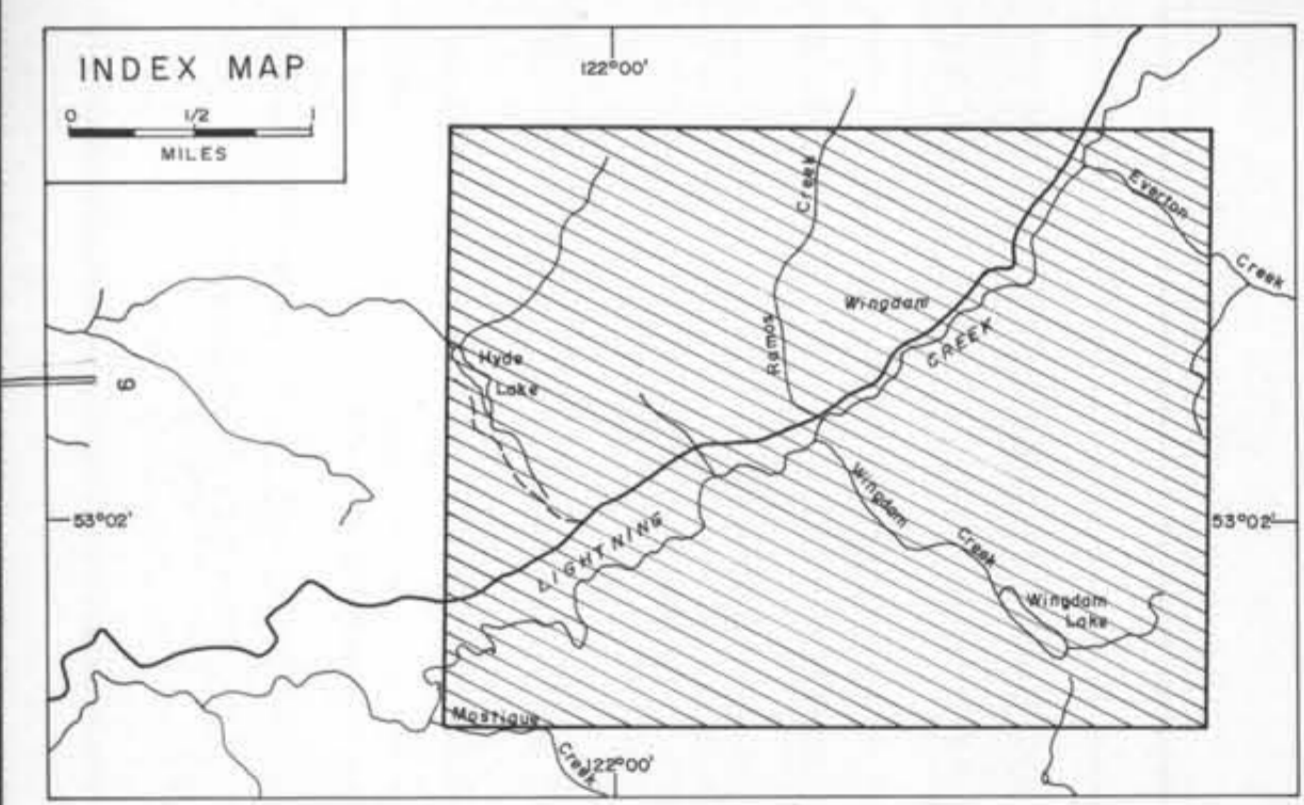 INDEX MAP
0 1/2 1
MILES
122°00'
Creek
Everton
Creek
Wingdam
Ramos
CREEK
Hyde
Lake
6
Wingdam
53°02'
53°02'
LIGHTNING
Creek
Wingdam
Lake
Mostique
Creek
122°00'